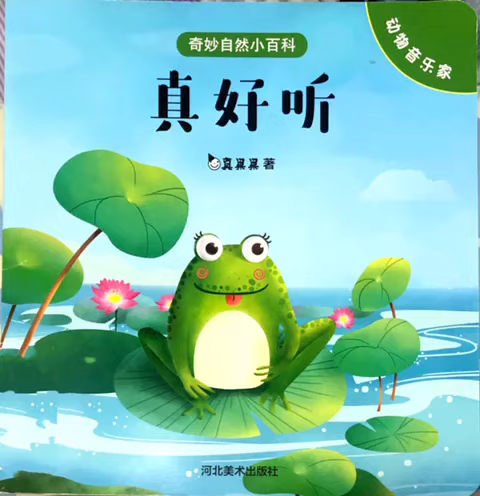 奇妙自然小百科
动物音乐家
真好听
真果果 著
河北美术出版社